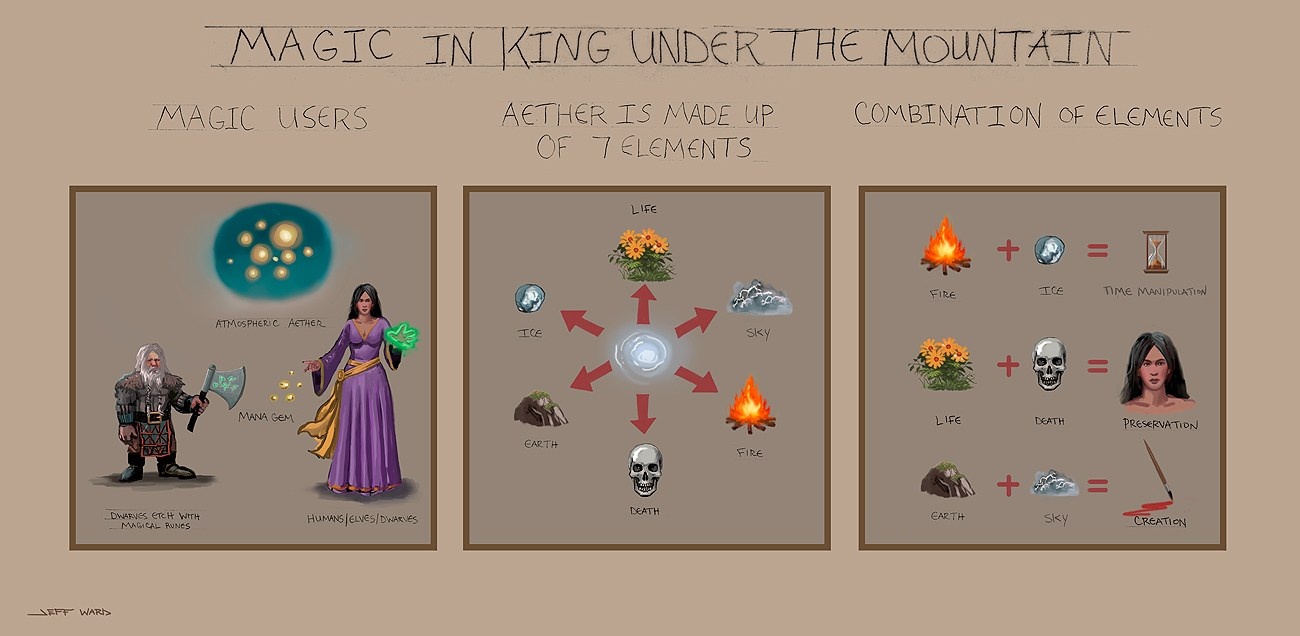 MAGIC IN KING UNDER THE MOUNTAIN
MAGIC USERS
ATMOSPHERIC AETHER
MANA GEM
DWARVES ETCH WITH
MAGICAL RUNES
HUMANS/ELVES/DWARVES
AETHER IS MADE UP
OF 7 ELEMENTS
LIFE
ICE
SKY
EARTH
FIRE
DEATH
COMBINATION OF ELEMENTS
FIRE + ICE = TIME MANIPULATION
LIFE + DEATH = PRESERVATION
EARTH + SKY = CREATION
JEFF WARD